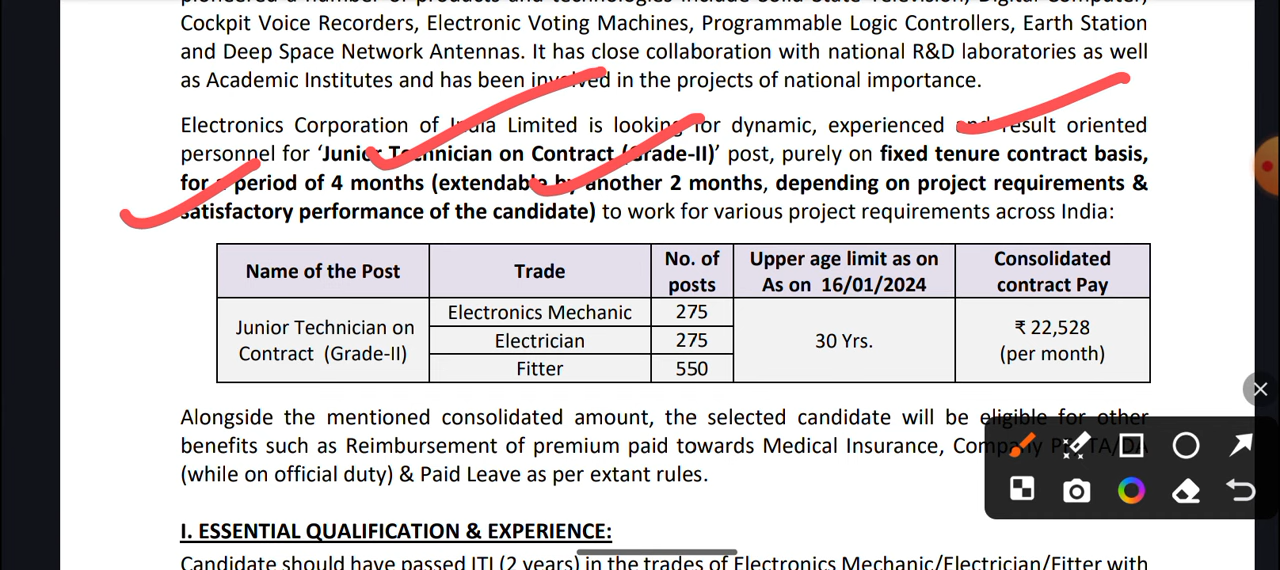 Cockpit Voice Recorders, Electronic Voting Machines, Programmable Logic Controllers, Earth Station
and Deep Space Network Antennas. It has close collaboration with national R&D laboratories as well
as Academic Institutes and has been involved in the projects of national importance.
Electronics Corporation of India Limited is looking for dynamic, experienced and result oriented
personnel for ‘Junior Technician on Contract (Grade-II)’ post, purely on fixed tenure contract basis,
for a period of 4 months (extendable by another 2 months, depending on project requirements &
satisfactory performance of the candidate) to work for various project requirements across India:
Name of the Post Trade No. of posts Upper age limit as on As on 16/01/2024 Consolidated contract Pay
Junior Technician on Contract (Grade-II) Electronics Mechanic 275 30 Yrs. ₹ 22,528 (per month)
Electrician 275
Fitter 550
Alongside the mentioned consolidated amount, the selected candidate will be eligible for other
benefits such as Reimbursement of premium paid towards Medical Insurance, Company TA/DA
(while on official duty) & Paid Leave as per extant rules.
I. ESSENTIAL QUALIFICATION & EXPERIENCE:
Candidate should have passed ITI (2 years) in the trades of Electronics Mechanic/Electrician/Fitter with